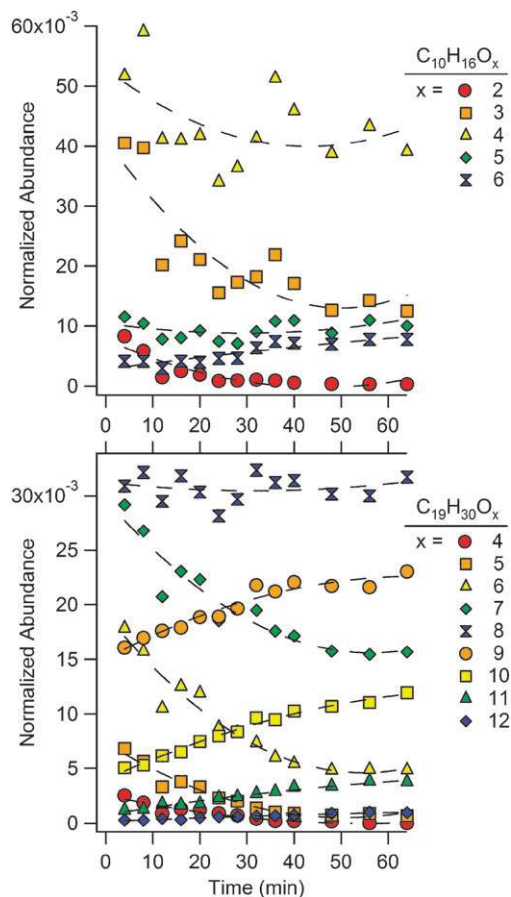 60x10⁻³
50
40
30
20
10
0
Normalized Abundance
0 10 20 30 40 50 60
C₁₀H₁₆Oₓ
x = 2
3
4
5
6
30x10⁻³
25
20
15
10
5
0
Normalized Abundance
0 10 20 30 40 50 60
Time (min)
C₁₉H₃₀Oₓ
x = 4
5
6
7
8
9
10
11
12